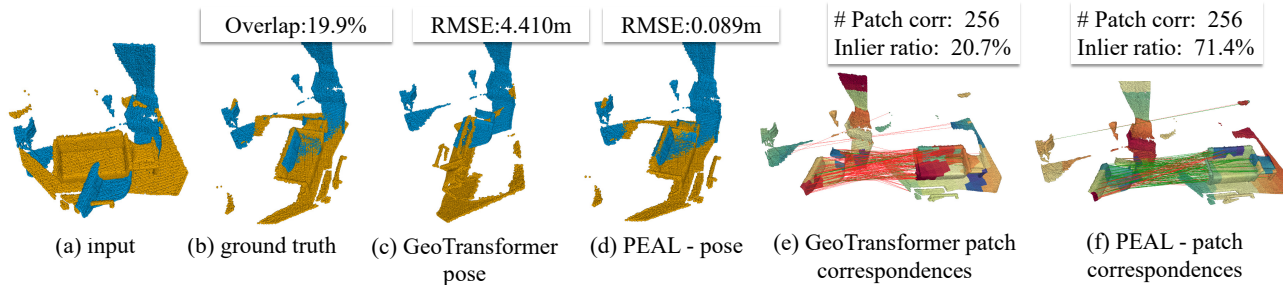 Overlap:19.9%
RMSE:4.410m
RMSE:0.089m
# Patch corr: 256
Inlier ratio: 20.7%
# Patch corr: 256
Inlier ratio: 71.4%
(a) input
(b) ground truth
(c) GeoTransformer
pose
(d) PEAL - pose
(e) GeoTransformer patch
correspondences
(f) PEAL - patch
correspondences